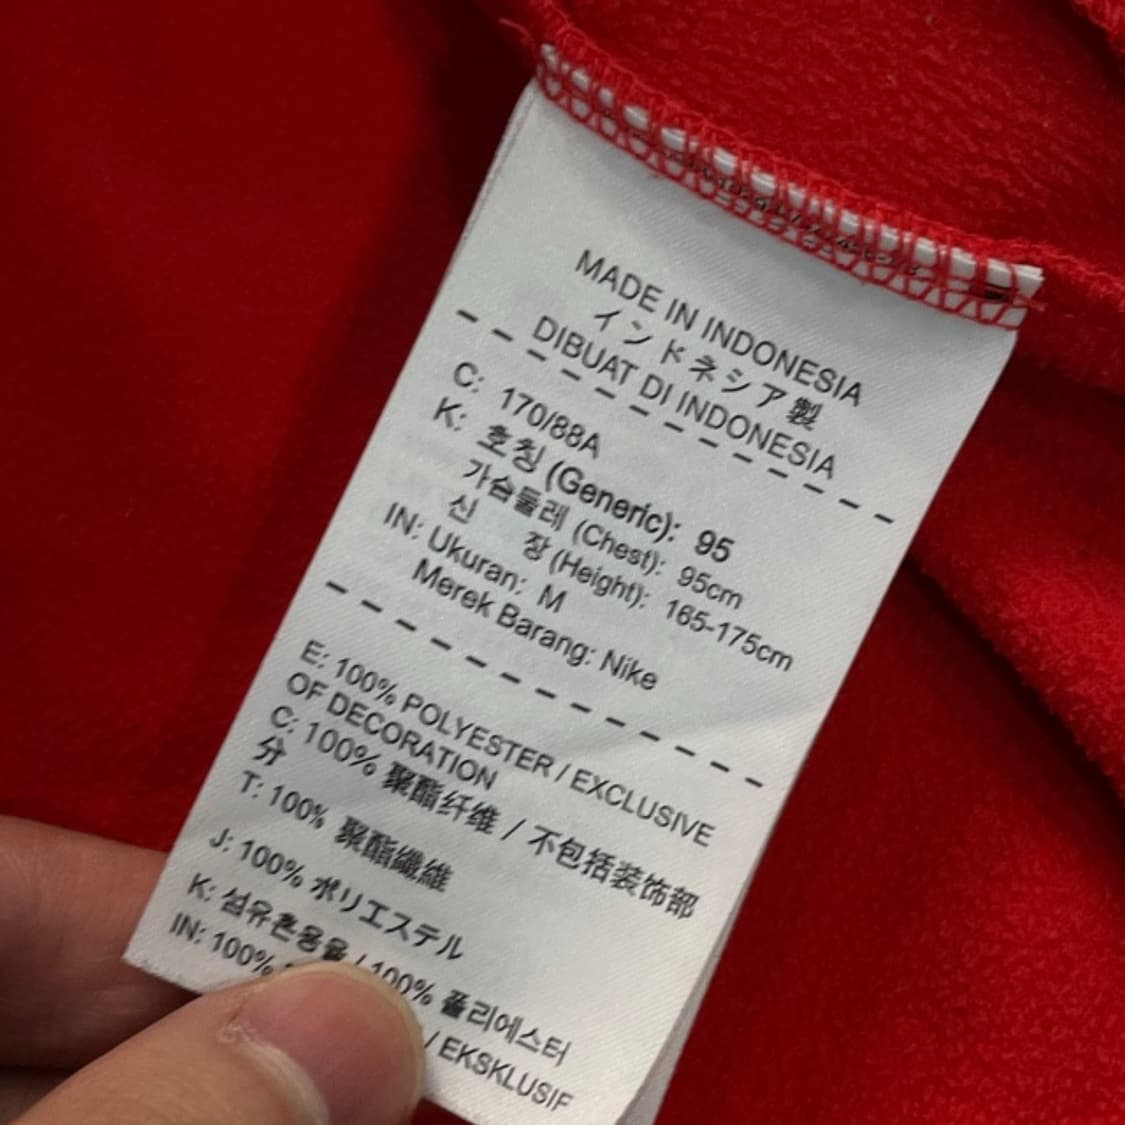 MADE IN INDONESIA
インドネシア製
DIBUAT DI INDONESIA
C: 170/88A
K: 호칭 (Generic): 95
가슴둘레 (Chest): 95cm
신 장 (Height): 165-175cm
IN: Ukuran: M
Merek Barang: Nike
E: 100% POLYESTER / EXCLUSIVE
OF DECORATION
C: 100% 聚酯纤维 / 不包括装饰部
分
T: 100% 聚酯纖維
J: 100% ポリエステル
K: 섬유혼용율 / 100% 폴리에스터
IN: 100% / EKSKLUSIF